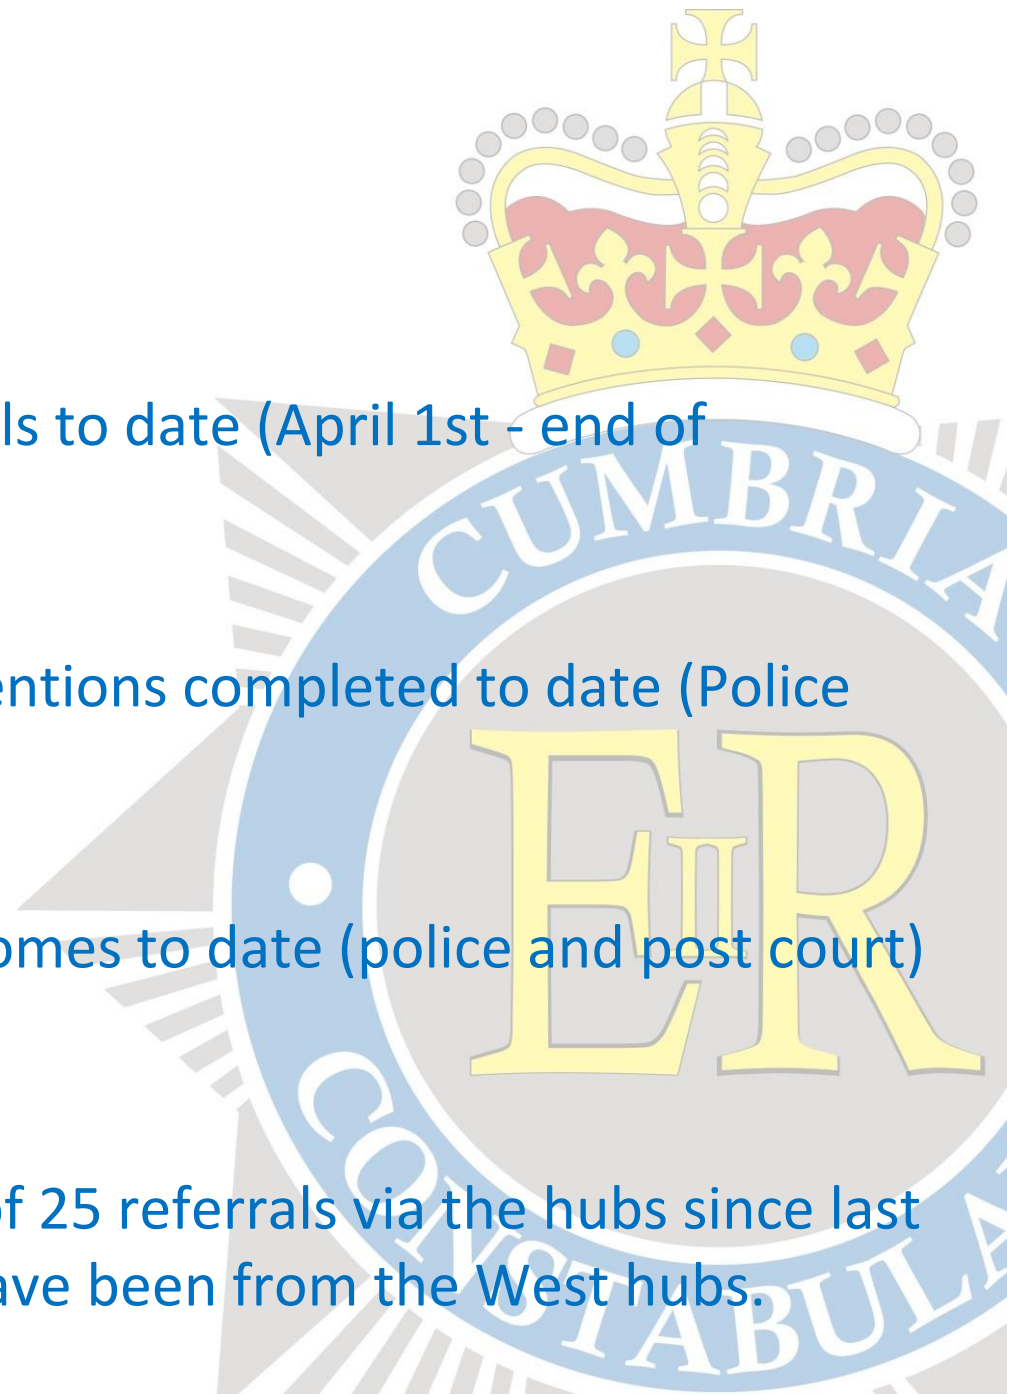 ls to date (April 1st - end of
entions completed to date (Police
omes to date (police and post court)
of 25 referrals via the hubs since last
ave been from the West hubs.
CUMBRIA
EIIR
CONSTABULA